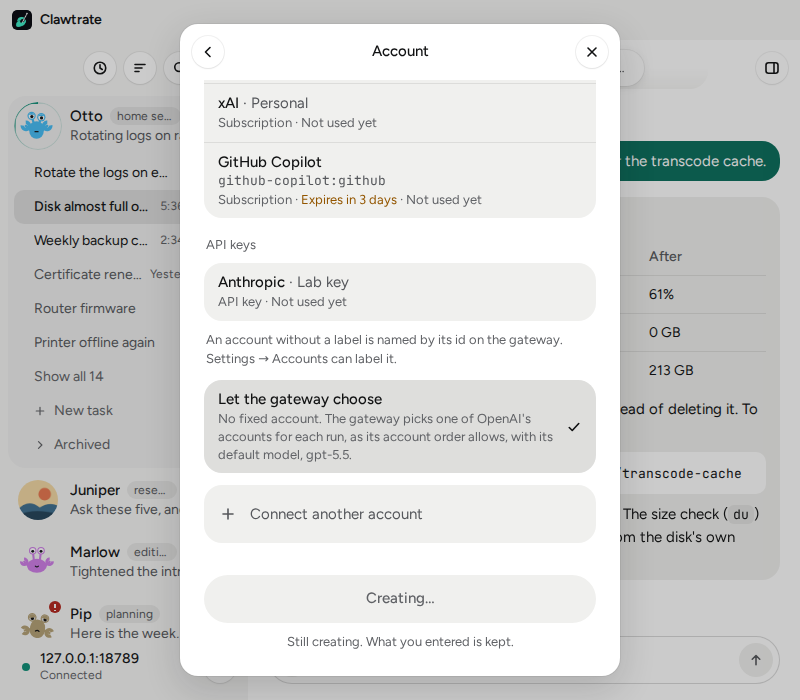 Clawtrate
Account
Otto home se...
Rotating logs on r
Rotate the logs on e...
Disk almost full o... 5:36
Weekly backup c... 2:34
Certificate rene... Yeste
Router firmware
Printer offline again
Show all 14
New task
Archived
Juniper rese...
Ask these five, an
Marlow editi...
Tightened the intr
Pip planning
Here is the week.
127.0.0.1:18789
Connected
xAI · Personal
Subscription · Not used yet
GitHub Copilot
github-copilot:github
Subscription · Expires in 3 days · Not used yet
API keys
Anthropic · Lab key
API key · Not used yet
An account without a label is named by its id on the gateway.
Settings → Accounts can label it.
Let the gateway choose
No fixed account. The gateway picks one of OpenAI's
accounts for each run, as its account order allows, with its
default model, gpt-5.5.
Connect another account
Creating...
Still creating. What you entered is kept.
the transcode cache.
After
61%
0 GB
213 GB
ead of deleting it. To
/transcode-cache
The size check (du)
om the disk's own